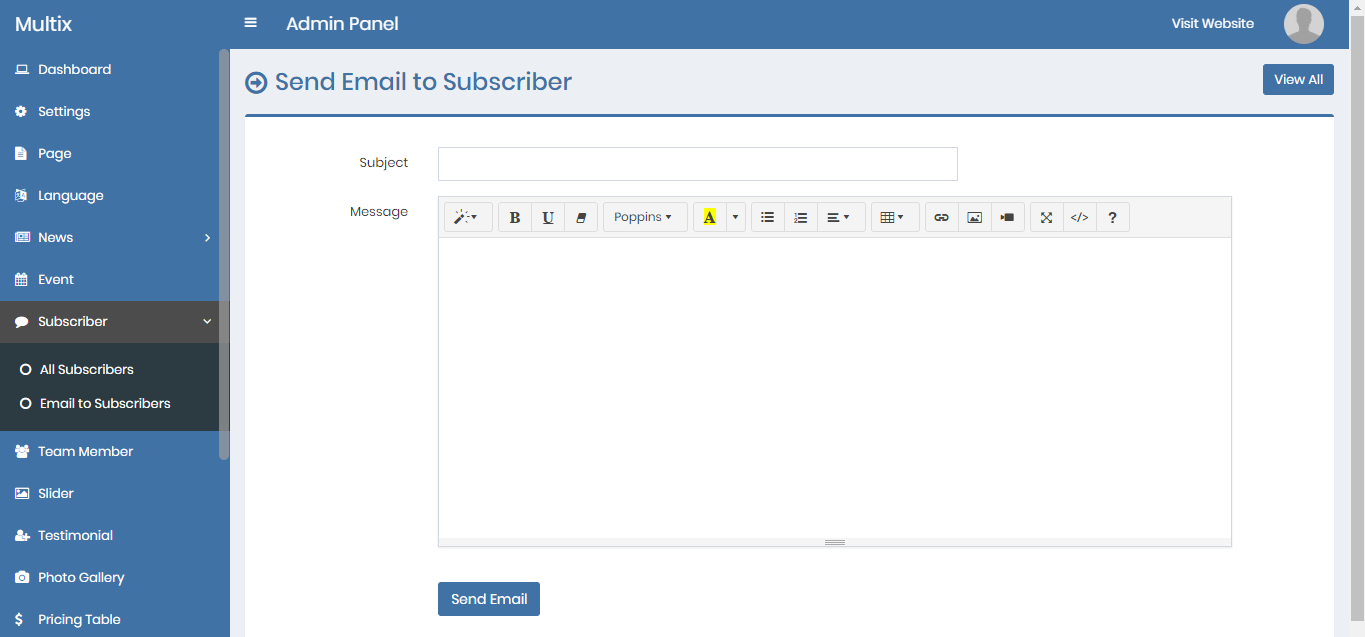 Multix
Admin Panel
Visit Website
Dashboard
Settings
Page
Language
News
Event
Subscriber
All Subscribers
Email to Subscribers
Team Member
Slider
Testimonial
Photo Gallery
Pricing Table
Send Email to Subscriber
View All
Subject
Message
B U Poppins A </> ?
Send Email